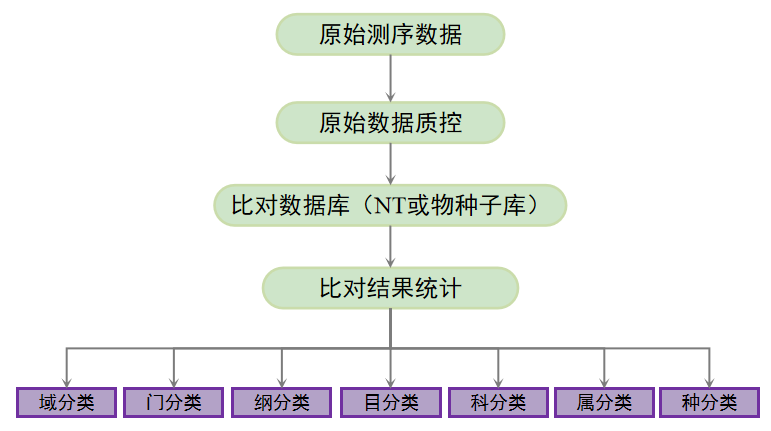 原始测序数据
原始数据质控
比对数据库（NT或物种子库）
比对结果统计
域分类
门分类
纲分类
目分类
科分类
属分类
种分类